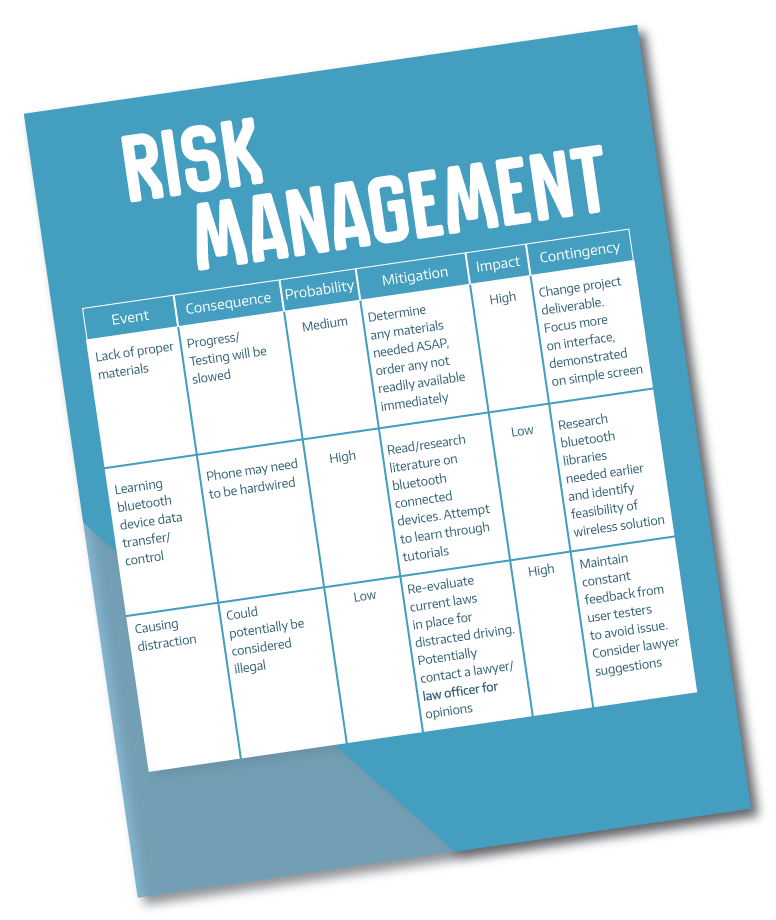 RISK
MANAGEMENT
Event
Consequence
Probability
Mitigation
Impact
Contingency
Lack of proper
materials
Progress/
Testing will be
slowed
Medium
Determine
any materials
needed ASAP,
order any not
readily available
immediately
High
Change project
deliverable.
Focus more
on interface,
demonstrated
on simple screen
Learning
bluetooth
device data
transfer/
control
Phone may need
to be hardwired
High
Read/research
literature on
bluetooth
connected
devices. Attempt
to learn through
tutorials
Low
Research
bluetooth
libraries
needed earlier
and identify
feasibility of
wireless solution
Causing
distraction
Could
potentially be
considered
illegal
Low
Re-evaluate
current laws
in place for
distracted driving.
Potentially
contact a lawyer/
law officer for
opinions
High
Maintain
constant
feedback from
user testers
to avoid issue.
Consider lawyer
suggestions